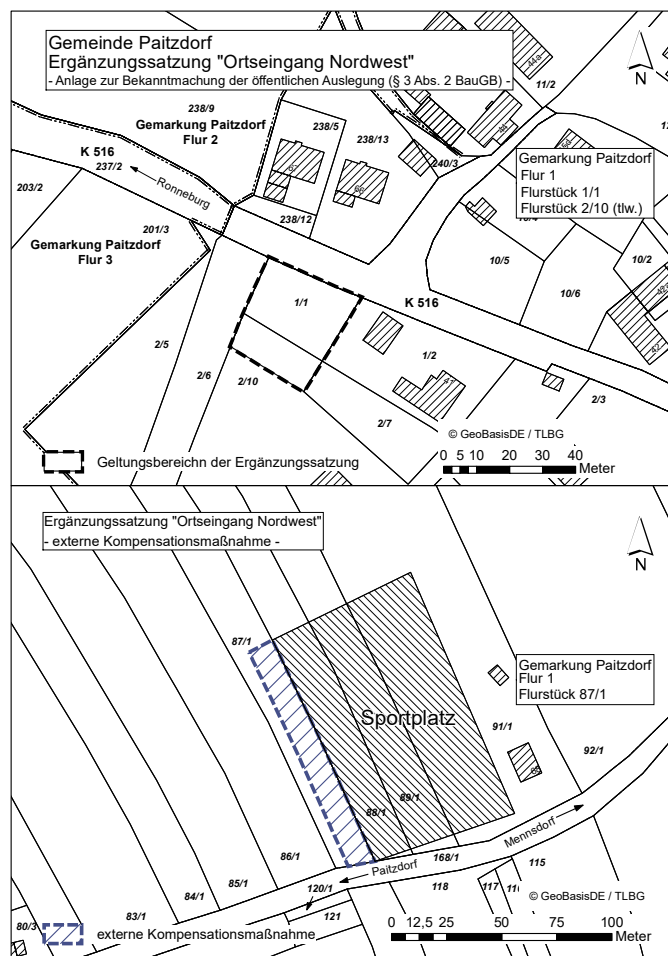 Gemeinde Paitzdorf
Ergänzungssatzung "Ortseingang Nordwest"
- Anlage zur Bekanntmachung der öffentlichen Auslegung (§ 3 Abs. 2 BauGB) -
44a
11/2
N
238/9
Gemarkung Paitzdorf
Flur 2
238/5
238/13
240/3
K 516
237/2
Ronneburg
203/2
67
66
238/12
Gemarkung Paitzdorf
Flur 1
Flurstück 1/1
Flurstück 2/10 (tlw.)
201/3
Gemarkung Paitzdorf
Flur 3
10/5
10/2
10/6
1/1
K 516
2/5
2/6
2/10
1/2
47
42
2/7
2/3
© GeoBasisDE / TLBG
Geltungsbereichn der Ergänzungssatzung
0 5 10 20 30 40
Meter
Ergänzungssatzung "Ortseingang Nordwest"
- externe Kompensationsmaßnahme -
N
87/1
Gemarkung Paitzdorf
Flur 1
Flurstück 87/1
Sportplatz
91/1
92/1
68
88/1
89/1
Mennsdorf
86/1
168/1
Paitzdorf
115
85/1
84/1
120/1
118
117
83/1
121
80/3
© GeoBasisDE / TLBG
externe Kompensationsmaßnahme
0 12,5 25 50 75 100
Meter